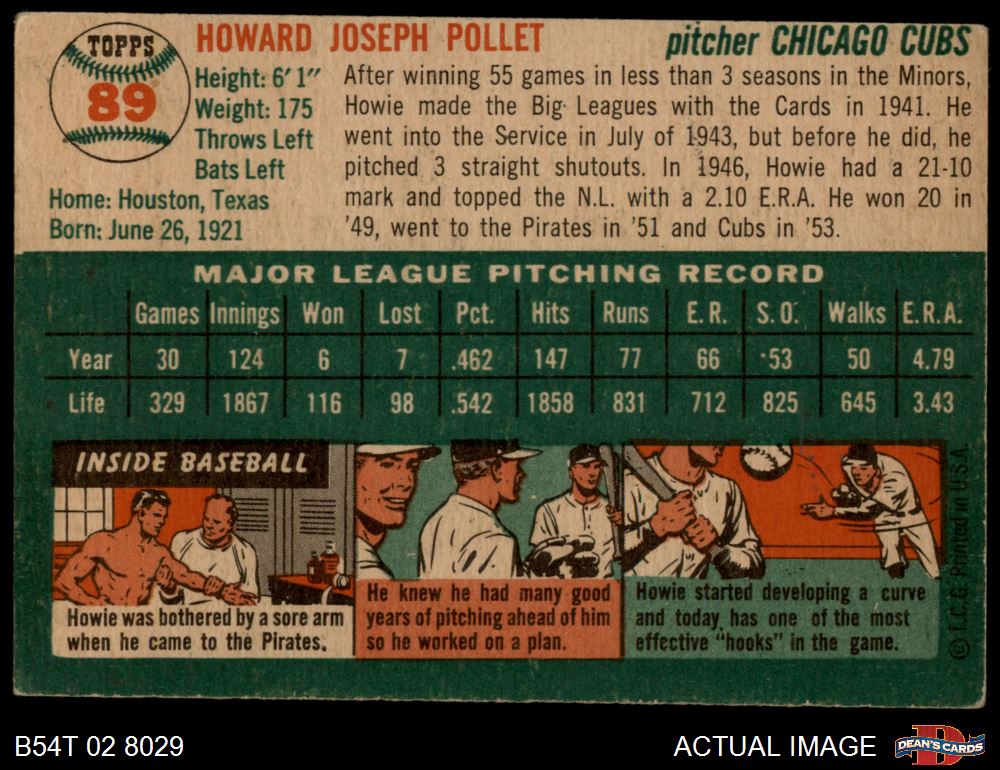 TOPPS
89
HOWARD JOSEPH POLLET
pitcher CHICAGO CUBS
Height: 6' 1"
Weight: 175
Throws Left
Bats Left
Home: Houston, Texas
Born: June 26, 1921
After winning 55 games in less than 3 seasons in the Minors,
Howie made the Big Leagues with the Cards in 1941. He
went into the Service in July of 1943, but before he did, he
pitched 3 straight shutouts. In 1946, Howie had a 21-10
mark and topped the N.L. with a 2.10 E.R.A. He won 20 in
'49, went to the Pirates in '51 and Cubs in '53.
MAJOR LEAGUE PITCHING RECORD
Games Innings Won Lost Pct. Hits Runs E.R. S.O. Walks E.R.A.
Year 30 124 6 7 .462 147 77 66 53 50 4.79
Life 329 1867 116 98 .542 1858 831 712 825 645 3.43
INSIDE BASEBALL
Howie was bothered by a sore arm
when he came to the Pirates.
He knew he had many good
years of pitching ahead of him
so he worked on a plan.
Howie started developing a curve
and today has one of the most
effective "hooks" in the game.
© T.C.G. Printed in U.S.A.
B54T 02 8029
ACTUAL IMAGE
D
DEAN'S CARDS